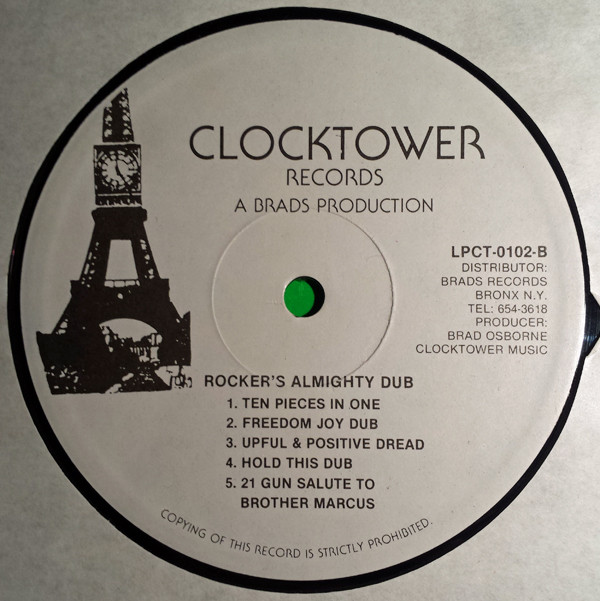 CLOCKTOWER
RECORDS
A BRADS PRODUCTION
LPCT-0102-B
DISTRIBUTOR:
BRADS RECORDS
BRONX N.Y.
TEL: 654-3618
PRODUCER:
BRAD OSBORNE
CLOCKTOWER MUSIC
ROCKER'S ALMIGHTY DUB
1. TEN PIECES IN ONE
2. FREEDOM JOY DUB
3. UPFUL & POSITIVE DREAD
4. HOLD THIS DUB
5. 21 GUN SALUTE TO
BROTHER MARCUS
COPYING OF THIS RECORD IS STRICTLY PROHIBITED.